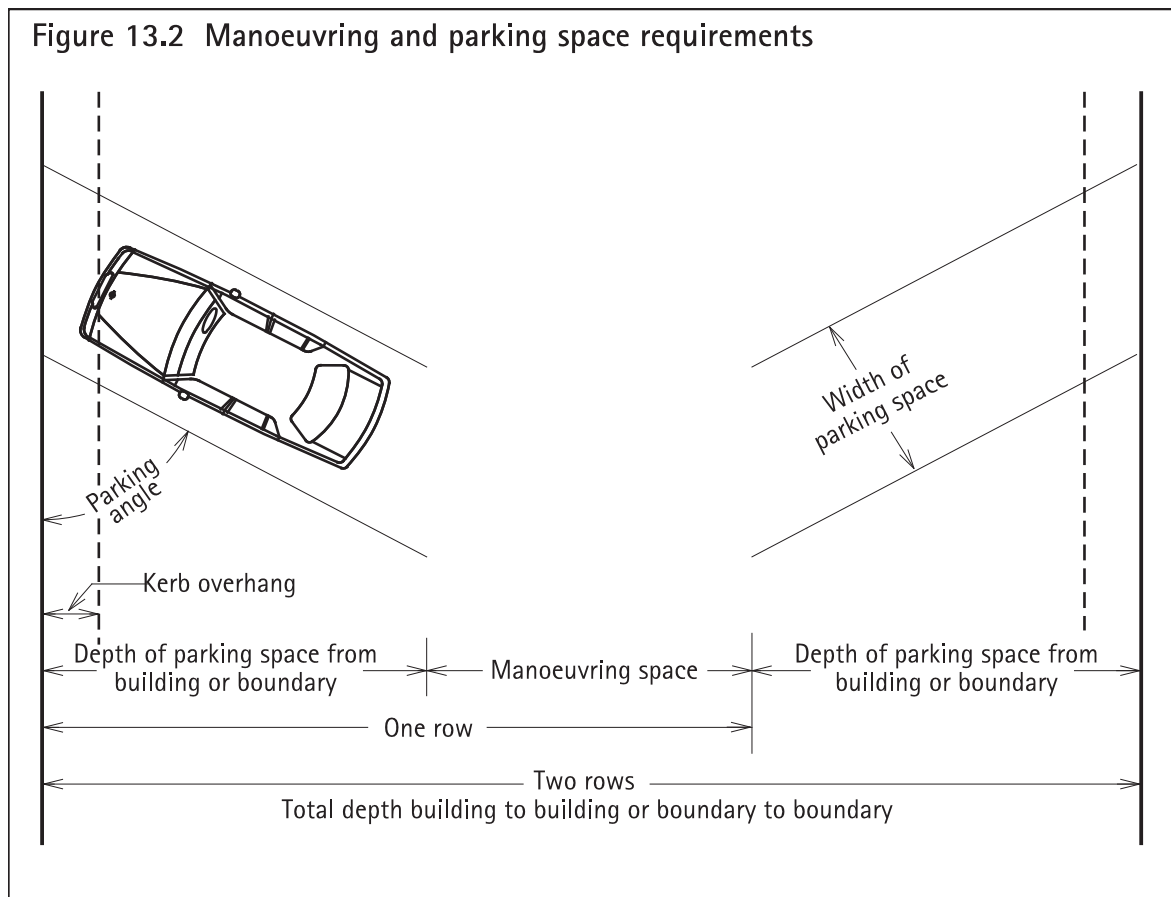 Figure 13.2 Manoeuvring and parking space requirements
Width of
parking space
Parking
angle
Kerb overhang
Depth of parking space from
building or boundary
Manoeuvring space
Depth of parking space from
building or boundary
One row
Two rows
Total depth building to building or boundary to boundary